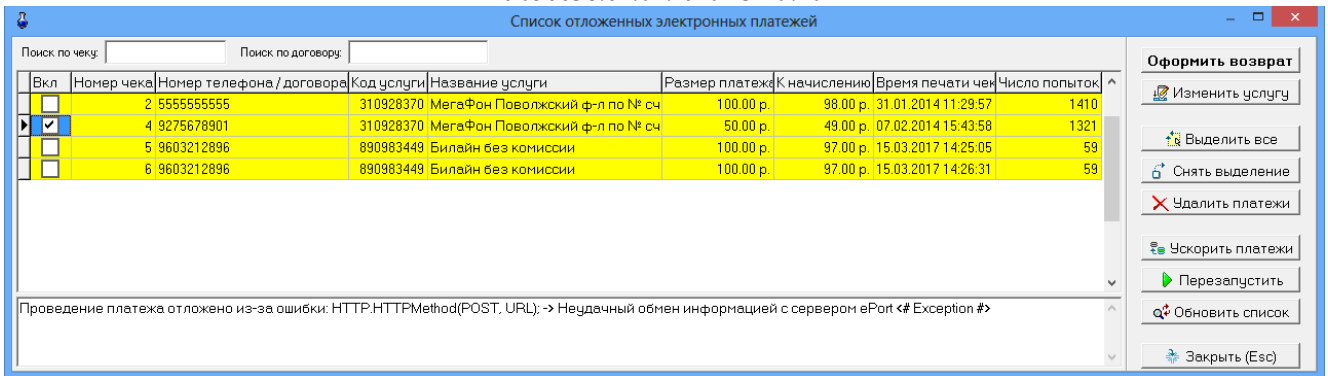 Список отложенных электронных платежей
Поиск по чеку: Поиск по договору:
Вкл Номер чека Номер телефона / договора Код услуги Название услуги Размер платежа К начислению Время печати чек Число попыток
2 5555555555 310928370 МегаФон Поволжский ф-л по № сч 100.00 р. 98.00 р. 31.01.2014 11:29:57 1410
4 9275678901 310928370 МегаФон Поволжский ф-л по № сч 50.00 р. 49.00 р. 07.02.2014 15:43:58 1321
5 9603212896 890983449 Билайн без комиссии 100.00 р. 97.00 р. 15.03.2017 14:25:05 59
6 9603212896 890983449 Билайн без комиссии 100.00 р. 97.00 р. 15.03.2017 14:26:31 59
Проведение платежа отложено из-за ошибки: HTTP.HTTPMethod(POST, URL); -> Неудачный обмен информацией с сервером ePort <# Exception #>
Оформить возврат
Изменить услугу
Выделить все
Снять выделение
Удалить платежи
Ускорить платежи
Перезапустить
Обновить список
Закрыть (Esc)